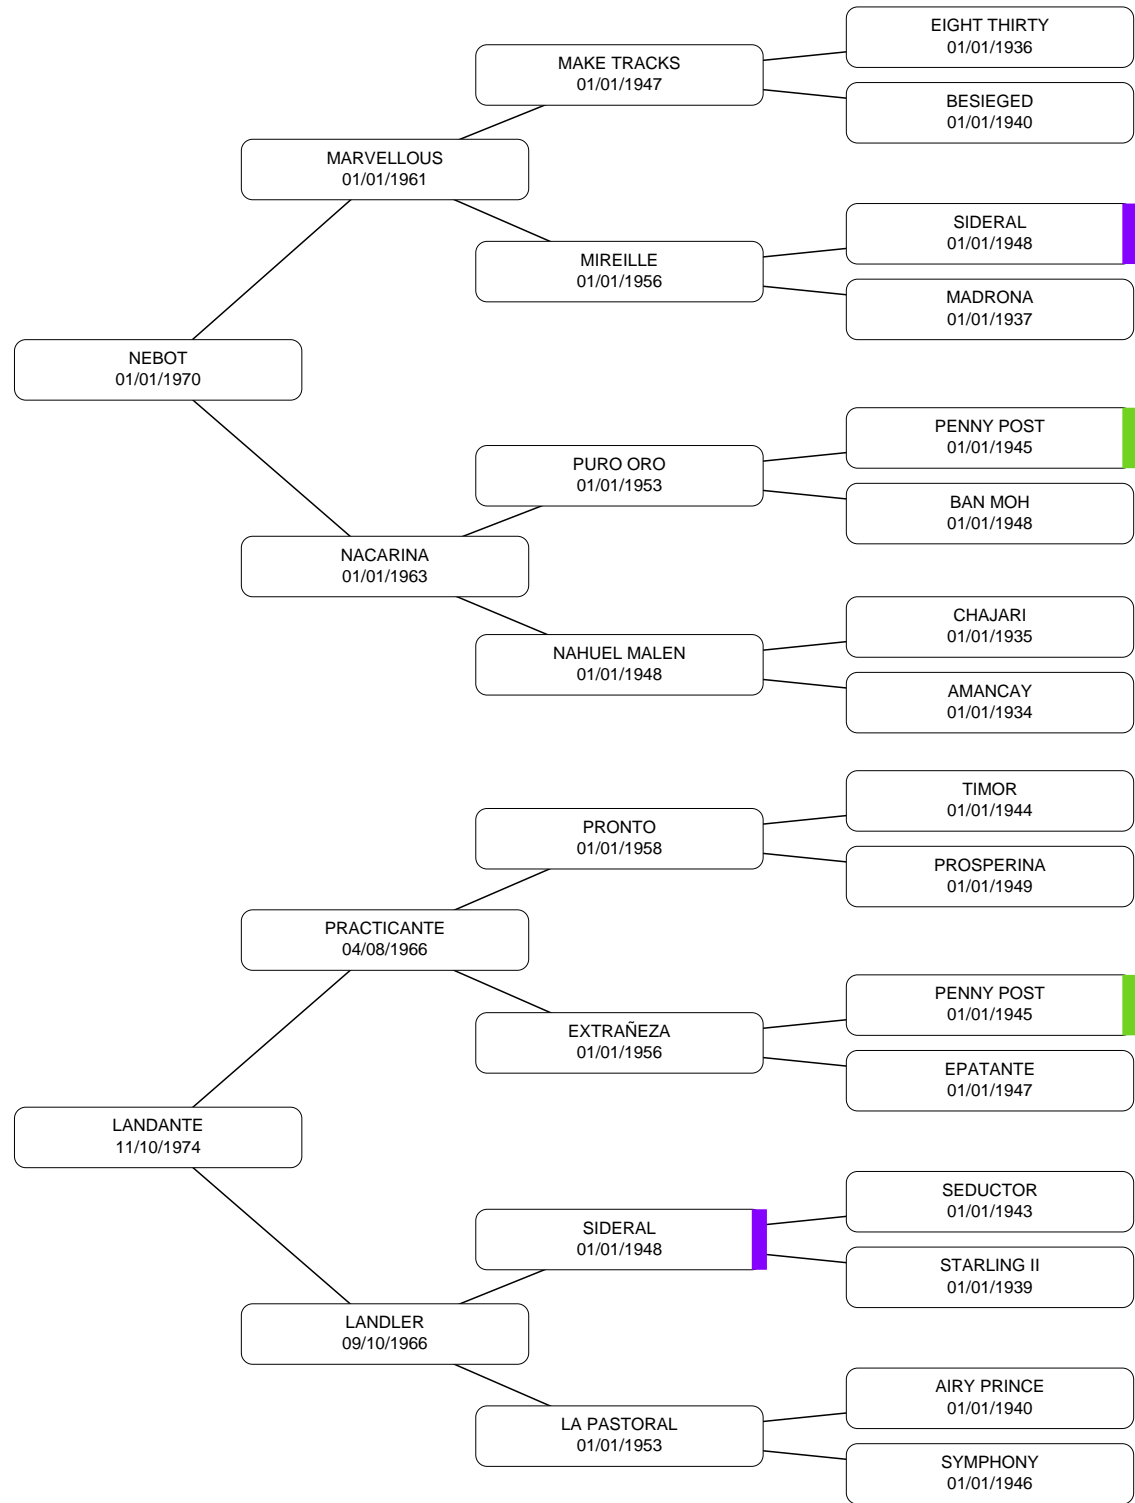 EIGHT THIRTY
01/01/1936
MAKE TRACKS
01/01/1947
BESIEGED
01/01/1940
MARVELLOUS
01/01/1961
SIDERAL
01/01/1948
MIREILLE
01/01/1956
MADRONA
01/01/1937
NEBOT
01/01/1970
PENNY POST
01/01/1945
PURO ORO
01/01/1953
BAN MOH
01/01/1948
NACARINA
01/01/1963
CHAJARI
01/01/1935
NAHUEL MALEN
01/01/1948
AMANCAY
01/01/1934
TIMOR
01/01/1944
PRONTO
01/01/1958
PROSPERINA
01/01/1949
PRACTICANTE
04/08/1966
PENNY POST
01/01/1945
EXTRAÑEZA
01/01/1956
EPATANTE
01/01/1947
LANDANTE
11/10/1974
SEDUCTOR
01/01/1943
SIDERAL
01/01/1948
STARLING II
01/01/1939
LANDLER
09/10/1966
AIRY PRINCE
01/01/1940
LA PASTORAL
01/01/1953
SYMPHONY
01/01/1946